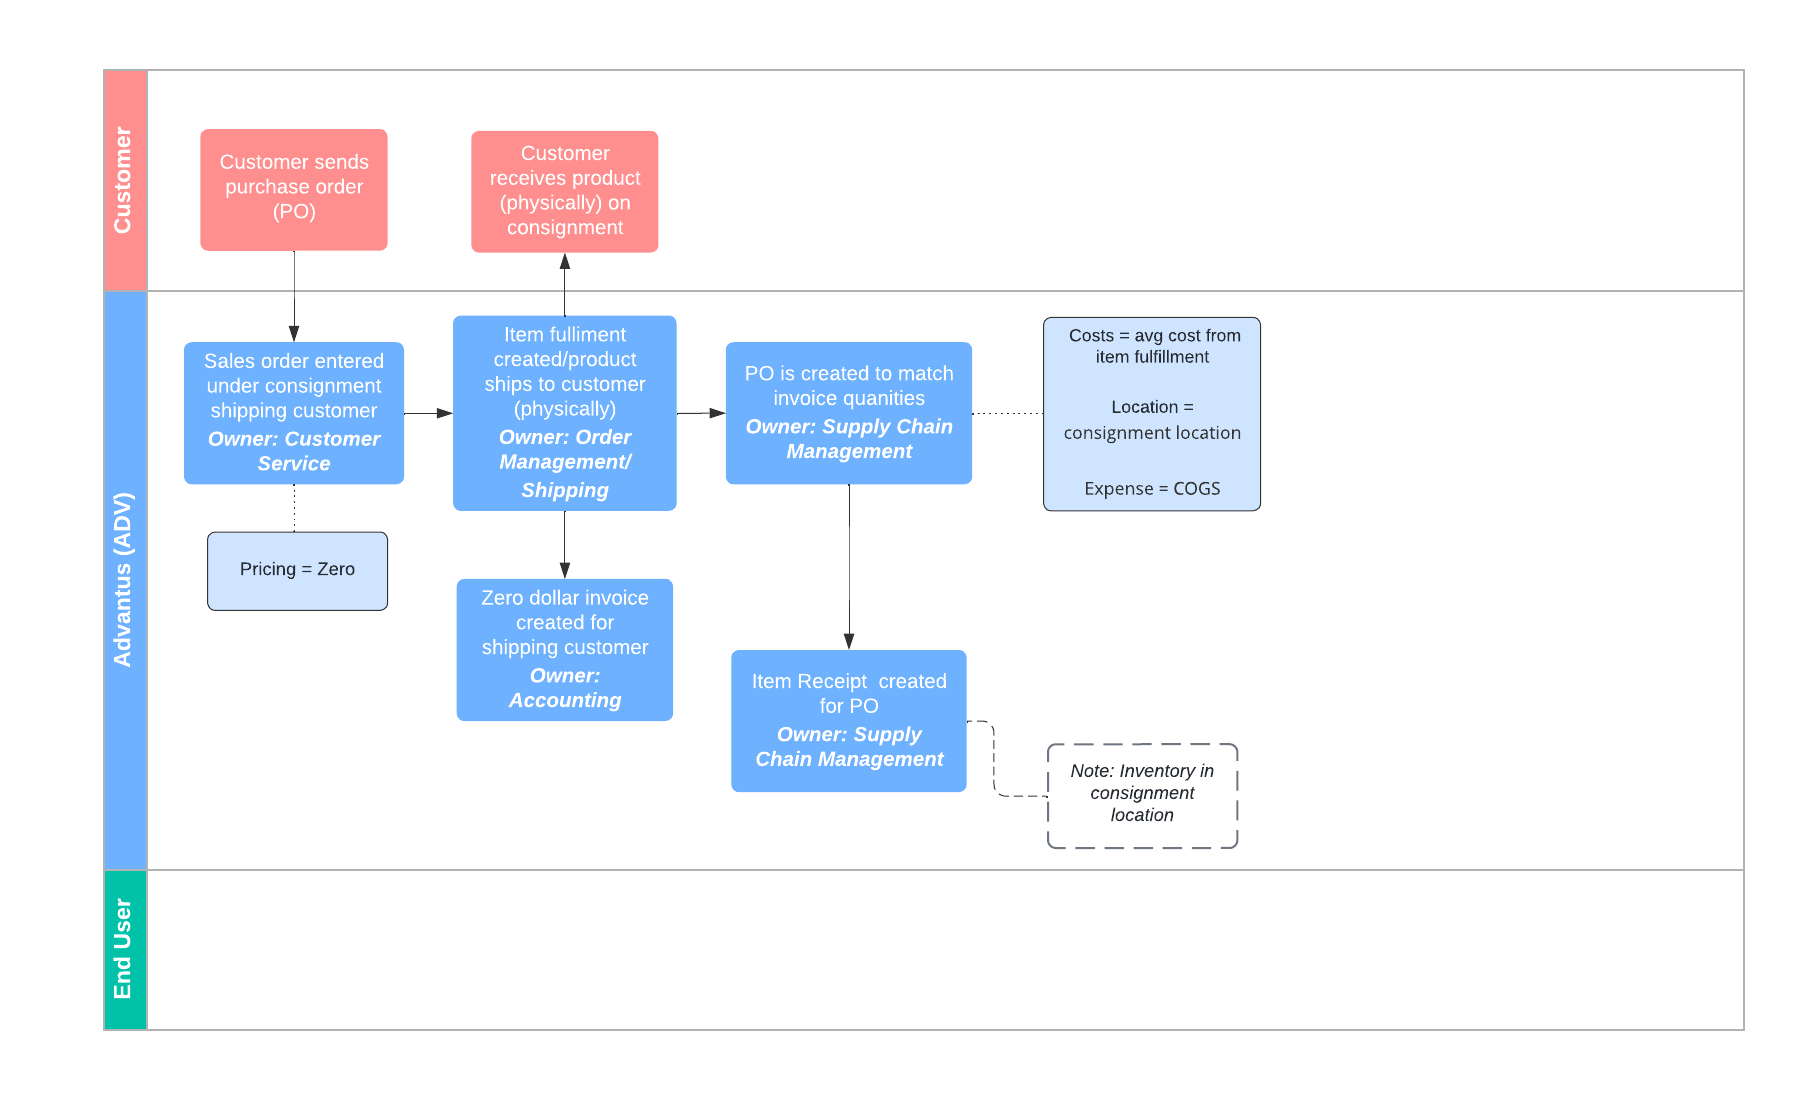 Customer
Customer sends
purchase order
(PO)
Customer
receives product
(physically) on
consignment
Advantus (ADV)
Sales order entered
under consignment
shipping customer
Owner: Customer
Service
Pricing = Zero
Item fulliment
created/product
ships to customer
(physically)
Owner: Order
Management/
Shipping
Zero dollar invoice
created for
shipping customer
Owner:
Accounting
PO is created to match
invoice quanities
Owner: Supply Chain
Management
Costs = avg cost from
item fulfillment
Location =
consignment location
Expense = COGS
Item Receipt  created
for PO
Owner: Supply
Chain Management
Note: Inventory in
consignment
location
End User